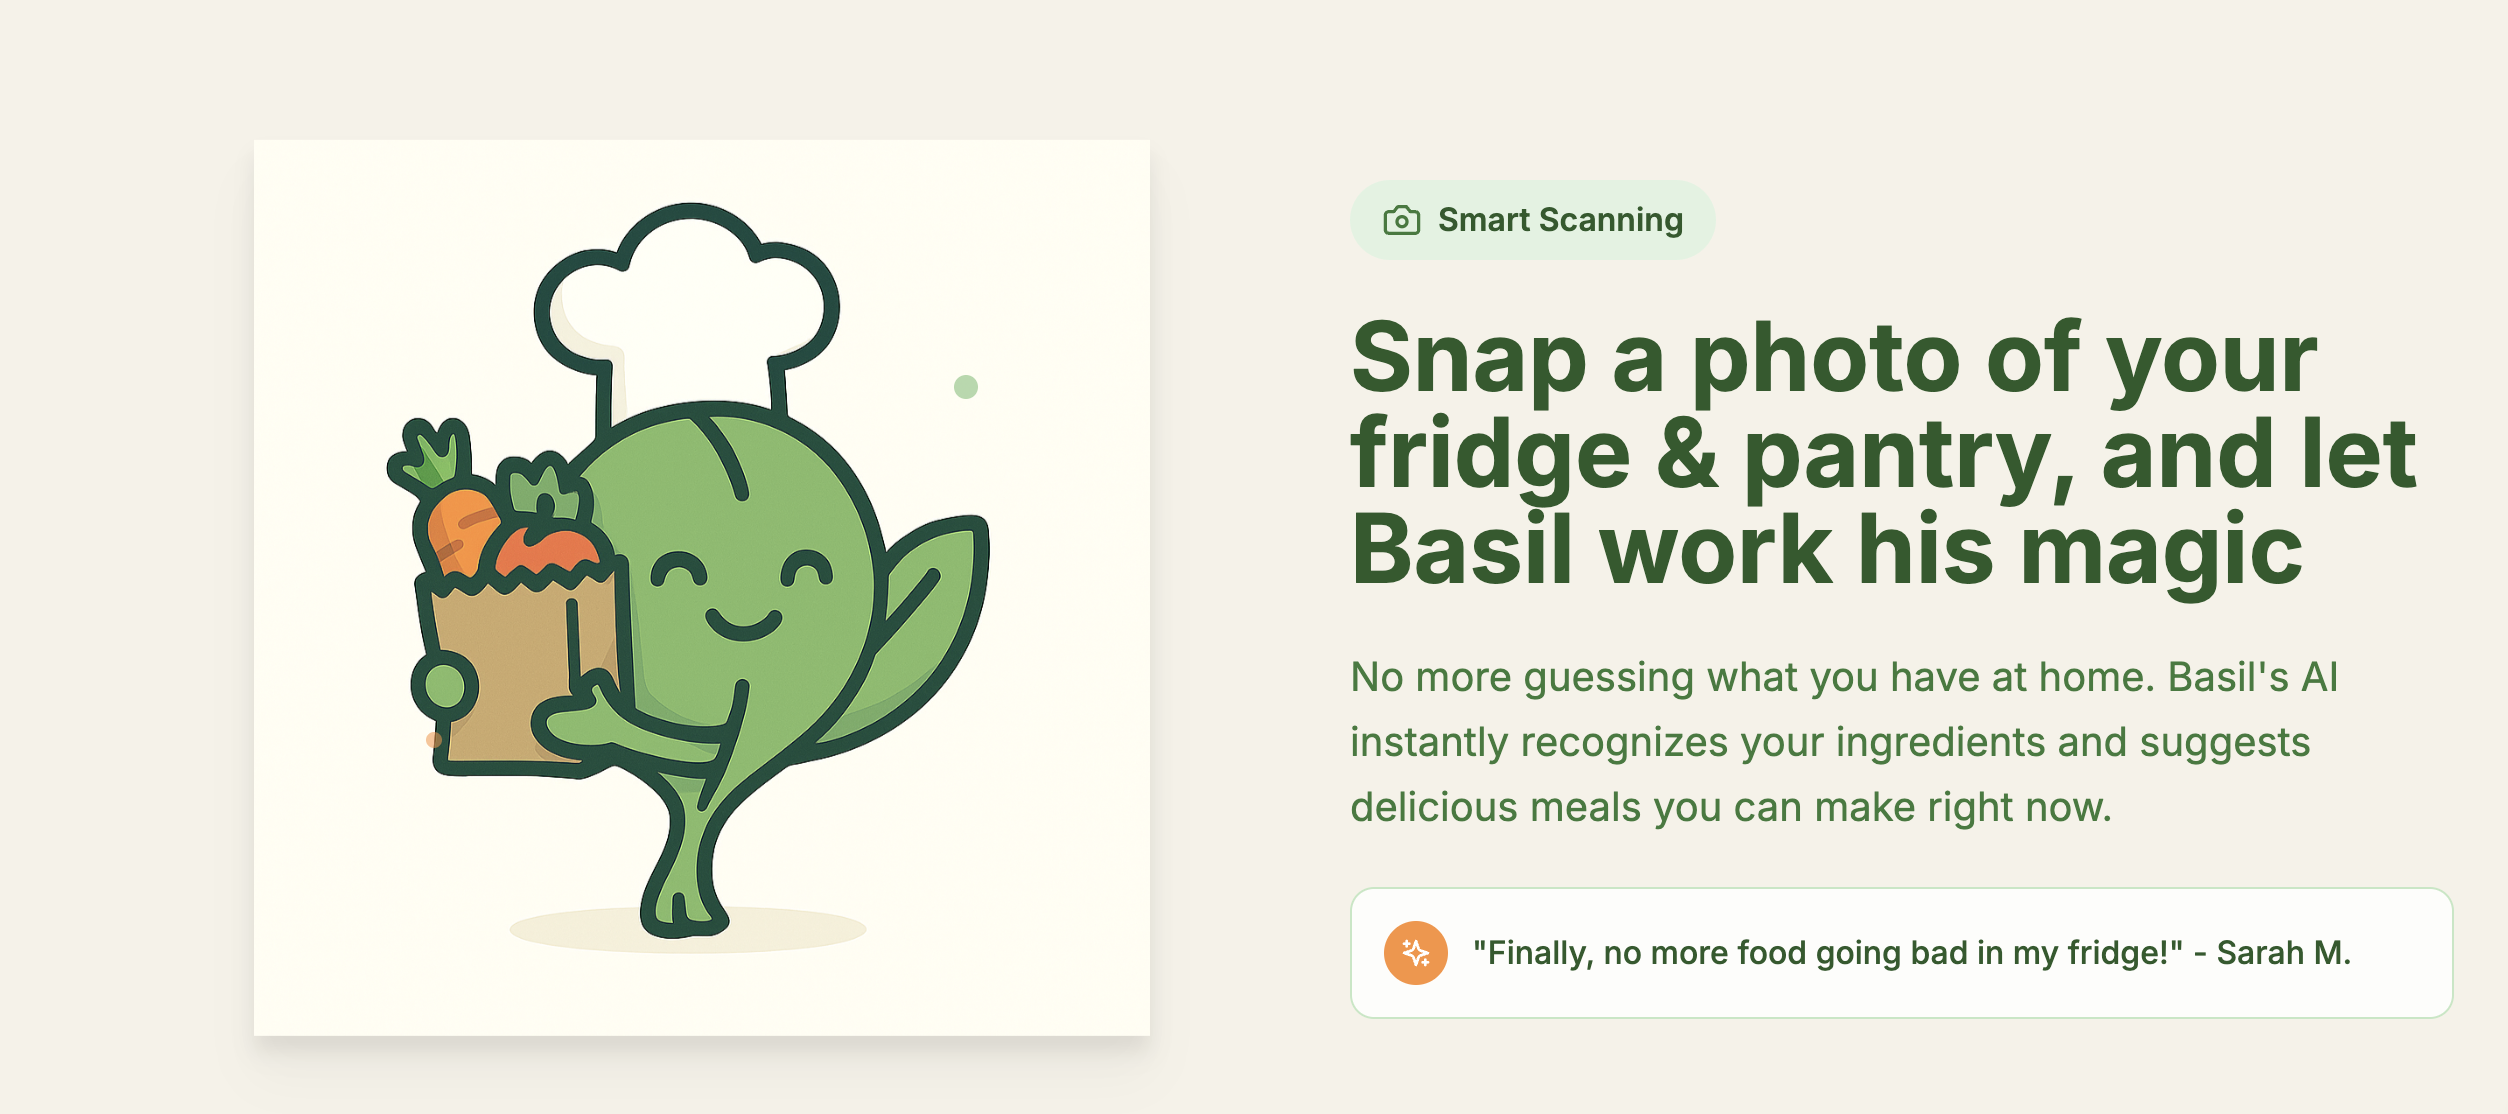 Smart Scanning
Snap a photo of your
fridge & pantry, and let
Basil work his magic
No more guessing what you have at home. Basil's AI
instantly recognizes your ingredients and suggests
delicious meals you can make right now.
"Finally, no more food going bad in my fridge!" - Sarah M.